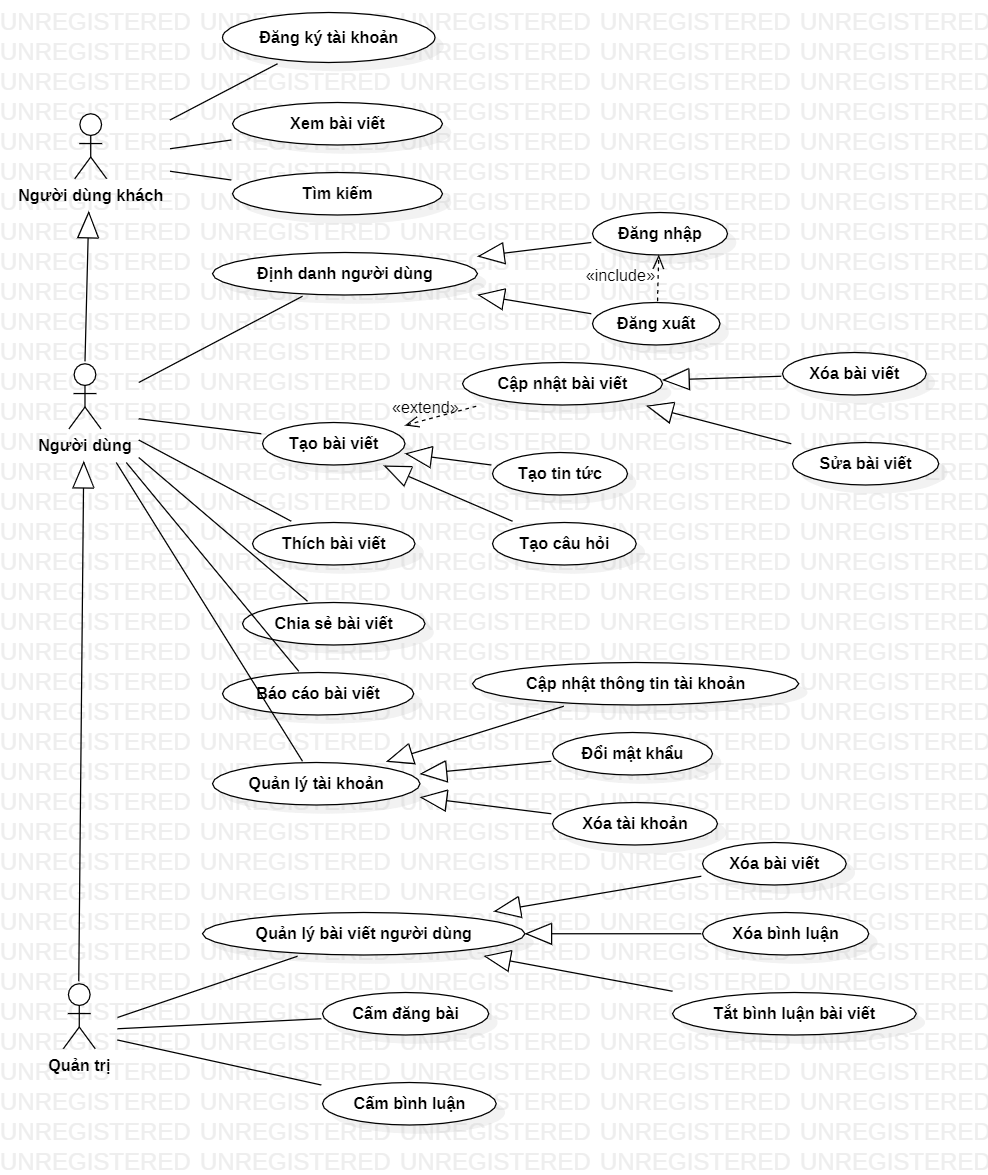 Đăng ký tài khoản
Xem bài viết
Người dùng khách
Tìm kiếm
Đăng nhập
Định danh người dùng
«include»
Đăng xuất
Xóa bài viết
Cập nhật bài viết
«extend»
Người dùng
Tạo bài viết
Sửa bài viết
Tạo tin tức
Thích bài viết
Tạo câu hỏi
Chia sẻ bài viết
Cập nhật thông tin tài khoản
Báo cáo bài viết
Đổi mật khẩu
Quản lý tài khoản
Xóa tài khoản
Xóa bài viết
Quản lý bài viết người dùng
Xóa bình luận
Cấm đăng bài
Tắt bình luận bài viết
Quản trị
Cấm bình luận
UNREGISTERED